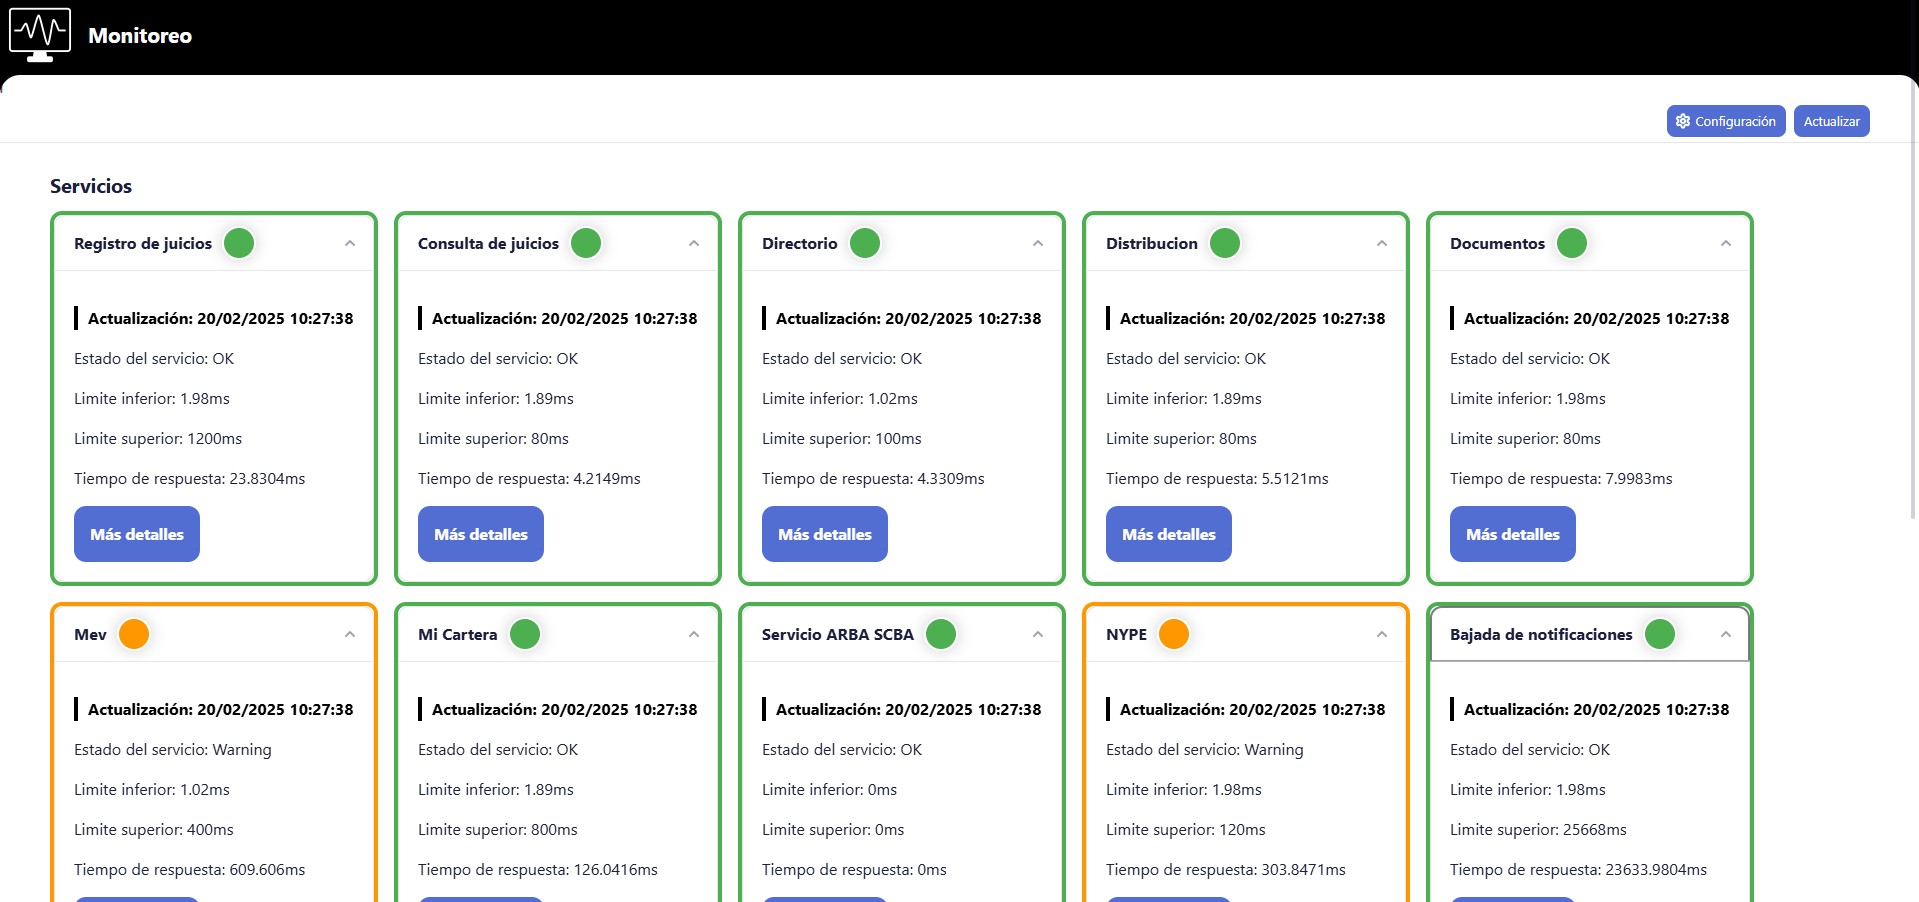 Monitoreo
Configuración
Actualizar
Servicios
Registro de juicios
Actualización: 20/02/2025 10:27:38
Estado del servicio: OK
Limite inferior: 1.98ms
Limite superior: 1200ms
Tiempo de respuesta: 23.8304ms
Más detalles
Consulta de juicios
Actualización: 20/02/2025 10:27:38
Estado del servicio: OK
Limite inferior: 1.89ms
Limite superior: 80ms
Tiempo de respuesta: 4.2149ms
Más detalles
Directorio
Actualización: 20/02/2025 10:27:38
Estado del servicio: OK
Limite inferior: 1.02ms
Limite superior: 100ms
Tiempo de respuesta: 4.3309ms
Más detalles
Distribucion
Actualización: 20/02/2025 10:27:38
Estado del servicio: OK
Limite inferior: 1.89ms
Limite superior: 80ms
Tiempo de respuesta: 5.5121ms
Más detalles
Documentos
Actualización: 20/02/2025 10:27:38
Estado del servicio: OK
Limite inferior: 1.98ms
Limite superior: 80ms
Tiempo de respuesta: 7.9983ms
Más detalles
Mev
Actualización: 20/02/2025 10:27:38
Estado del servicio: Warning
Limite inferior: 1.02ms
Limite superior: 400ms
Tiempo de respuesta: 609.606ms
Mi Cartera
Actualización: 20/02/2025 10:27:38
Estado del servicio: OK
Limite inferior: 1.89ms
Limite superior: 800ms
Tiempo de respuesta: 126.0416ms
Servicio ARBA SCBA
Actualización: 20/02/2025 10:27:38
Estado del servicio: OK
Limite inferior: 0ms
Limite superior: 0ms
Tiempo de respuesta: 0ms
NYPE
Actualización: 20/02/2025 10:27:38
Estado del servicio: Warning
Limite inferior: 1.98ms
Limite superior: 120ms
Tiempo de respuesta: 303.8471ms
Bajada de notificaciones
Actualización: 20/02/2025 10:27:38
Estado del servicio: OK
Limite inferior: 1.98ms
Limite superior: 25668ms
Tiempo de respuesta: 23633.9804ms